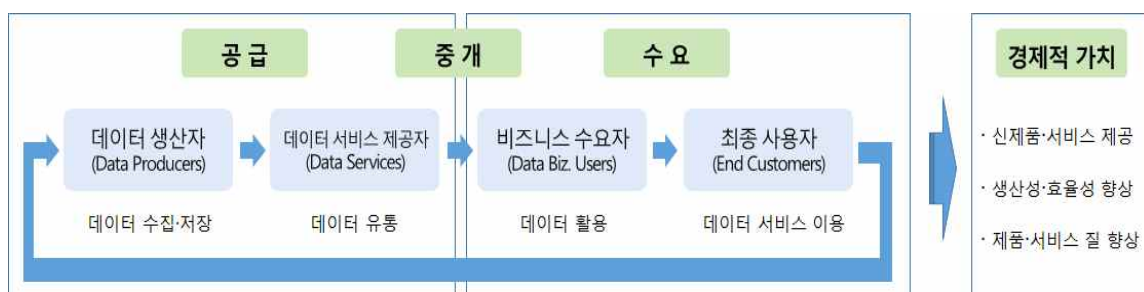 공 급
중 개
수 요
경제적 가치
데이터 생산자
(Data Producers)
데이터 서비스 제공자
(Data Services)
비즈니스 수요자
(Data Biz. Users)
최종 사용자
(End Customers)
데이터 수집·저장
데이터 유통
데이터 활용
데이터 서비스 이용
· 신제품·서비스 제공
· 생산성·효율성 향상
· 제품·서비스 질 향상